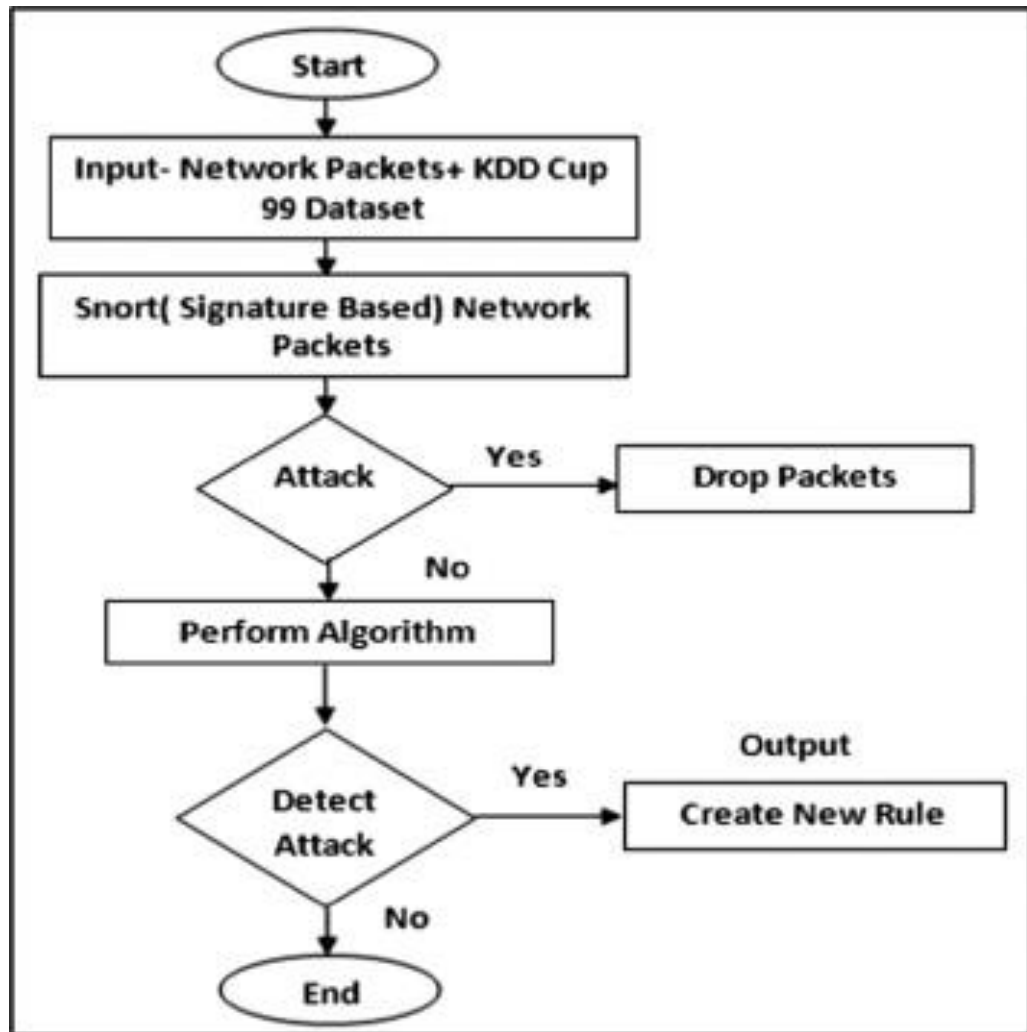 Start
Input- Network Packets+ KDD Cup
99 Dataset
Snort( Signature Based) Network
Packets
Attack
Yes
Drop Packets
No
Perform Algorithm
Output
Detect
Attack
Yes
Create New Rule
No
End